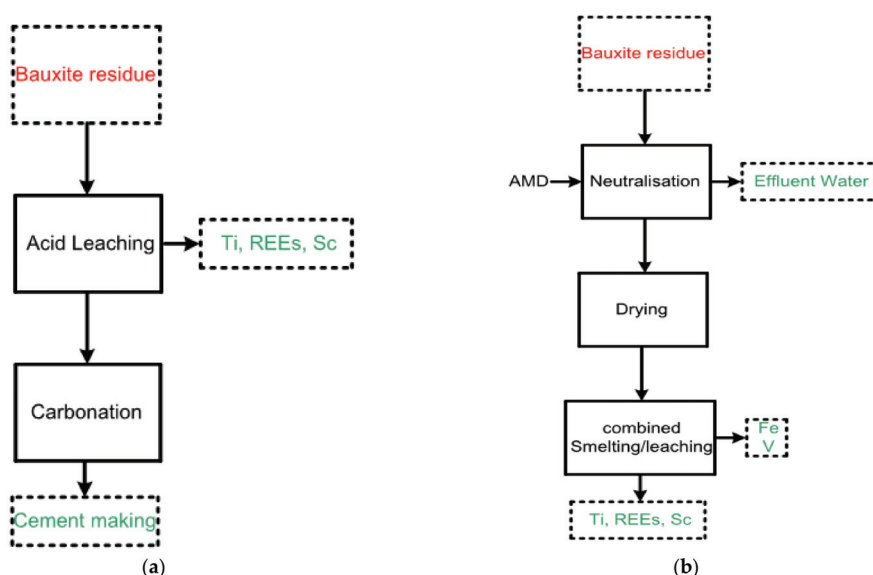 Bauxite residue
Acid Leaching
Ti, REEs, Sc
Carbonation
Cement making
(a)
Bauxite residue
AMD
Neutralisation
Effluent Water
Drying
combined
Smelting/leaching
Fe
V
Ti, REEs, Sc
(b)